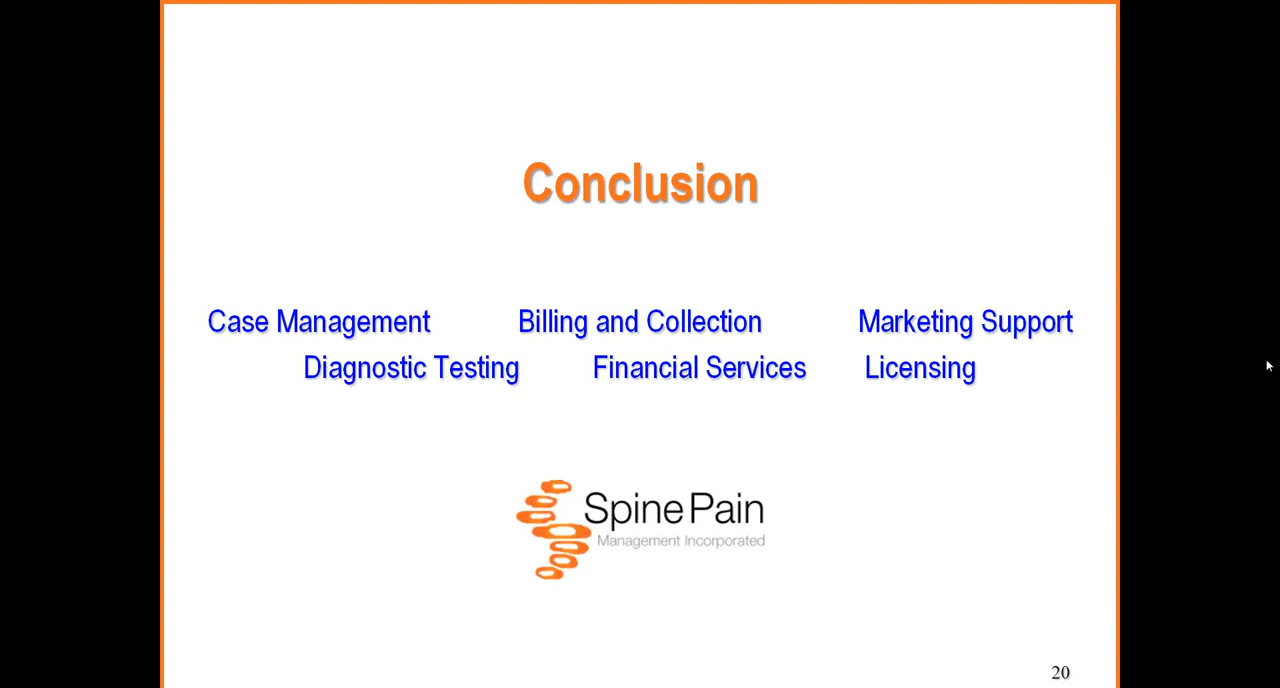 Conclusion
Case Management Billing and Collection Marketing Support
Diagnostic Testing Financial Services Licensing
Spine Pain
Management Incorporated
20